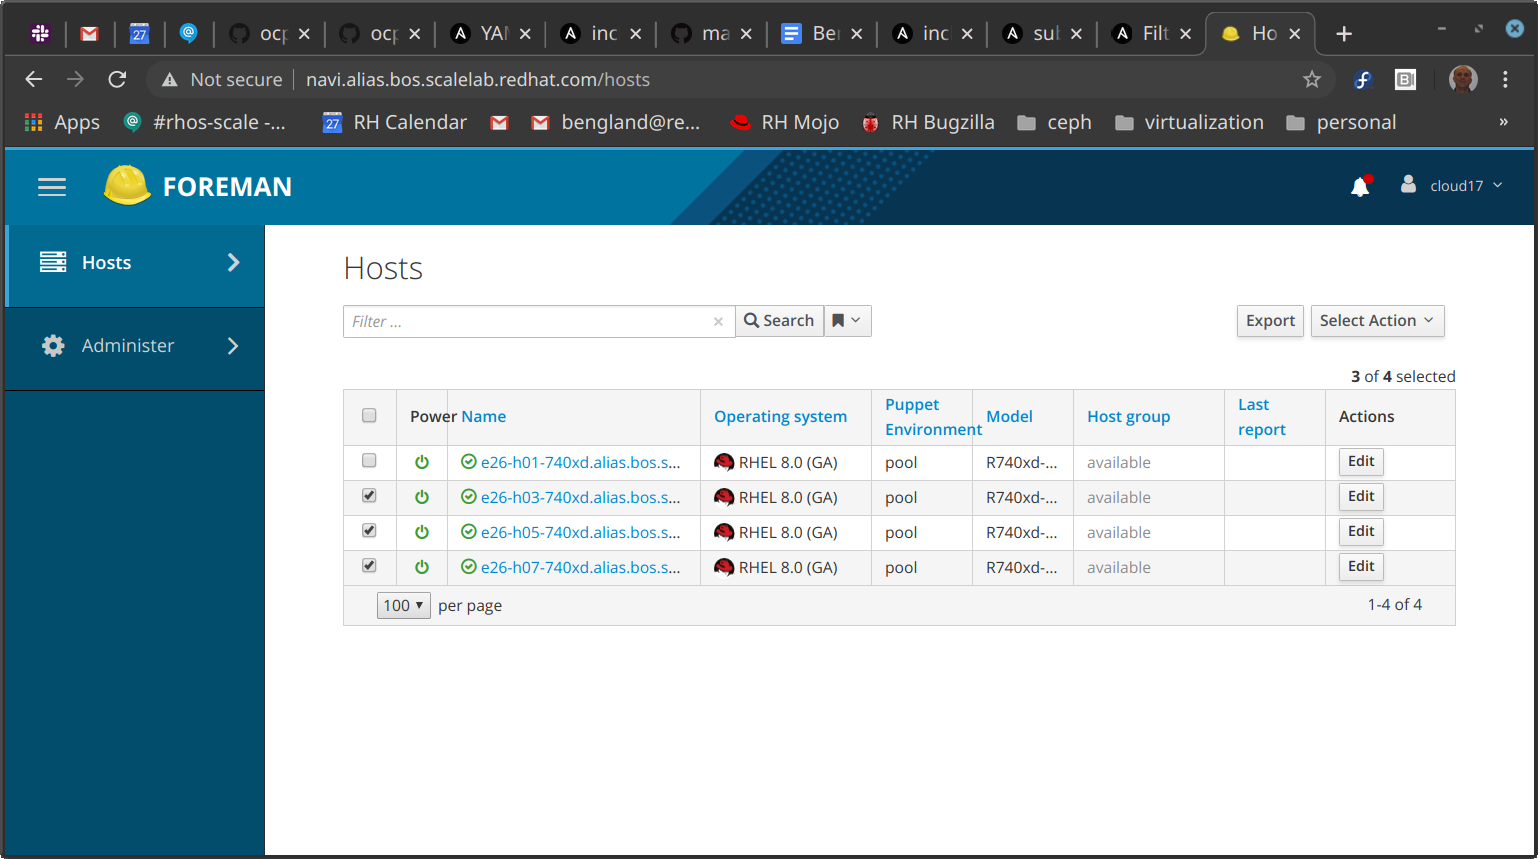 27 ocp ocp YAM inc ma Ber inc sub Filt Ho
Not secure navi.alias.bos.scalelab.redhat.com/hosts
Apps #rhos-scale -... 27 RH Calendar bengland@re... RH Mojo RH Bugzilla ceph virtualization personal »
FOREMAN cloud17
Hosts
Administer
Hosts
Filter ... Search Export Select Action
3 of 4 selected
Power Name Operating system Puppet Environment Model Host group Last report Actions
e26-h01-740xd.alias.bos.s... RHEL 8.0 (GA) pool R740xd-... available Edit
e26-h03-740xd.alias.bos.s... RHEL 8.0 (GA) pool R740xd-... available Edit
e26-h05-740xd.alias.bos.s... RHEL 8.0 (GA) pool R740xd-... available Edit
e26-h07-740xd.alias.bos.s... RHEL 8.0 (GA) pool R740xd-... available Edit
100 per page 1-4 of 4